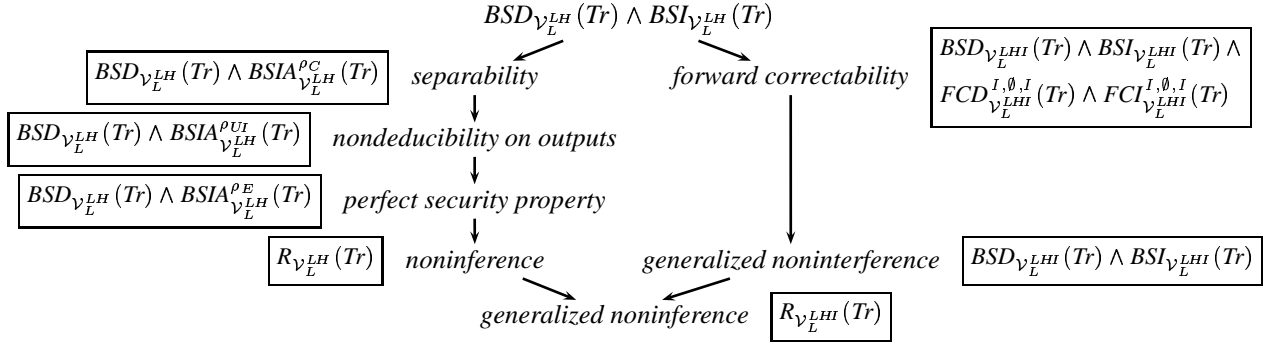 BSD_{𝒱_L^{LH}}(Tr) ∧ BSI_{𝒱_L^{LH}}(Tr)
BSD_{𝒱_L^{LH}}(Tr) ∧ BSIA^{ρ_C}_{𝒱_L^{LH}}(Tr)
separability
forward correctability
BSD_{𝒱_L^{LHI}}(Tr) ∧ BSI_{𝒱_L^{LHI}}(Tr) ∧
FCD^{I,∅,I}_{𝒱_L^{LHI}}(Tr) ∧ FCI^{I,∅,I}_{𝒱_L^{LHI}}(Tr)
BSD_{𝒱_L^{LH}}(Tr) ∧ BSIA^{ρ_{UI}}_{𝒱_L^{LH}}(Tr)
nondeducibility on outputs
BSD_{𝒱_L^{LH}}(Tr) ∧ BSIA^{ρ_E}_{𝒱_L^{LH}}(Tr)
perfect security property
R_{𝒱_L^{LH}}(Tr)
noninference
generalized noninterference
BSD_{𝒱_L^{LHI}}(Tr) ∧ BSI_{𝒱_L^{LHI}}(Tr)
generalized noninference
R_{𝒱_L^{LHI}}(Tr)